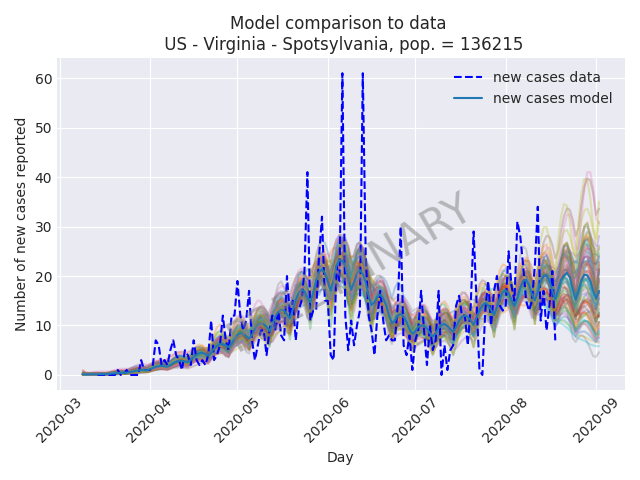 Model comparison to data
US - Virginia - Spotsylvania, pop. = 136215
new cases data
new cases model
Number of new cases reported
60
50
40
30
20
10
0
2020-03
2020-04
2020-05
2020-06
2020-07
2020-08
2020-09
Day